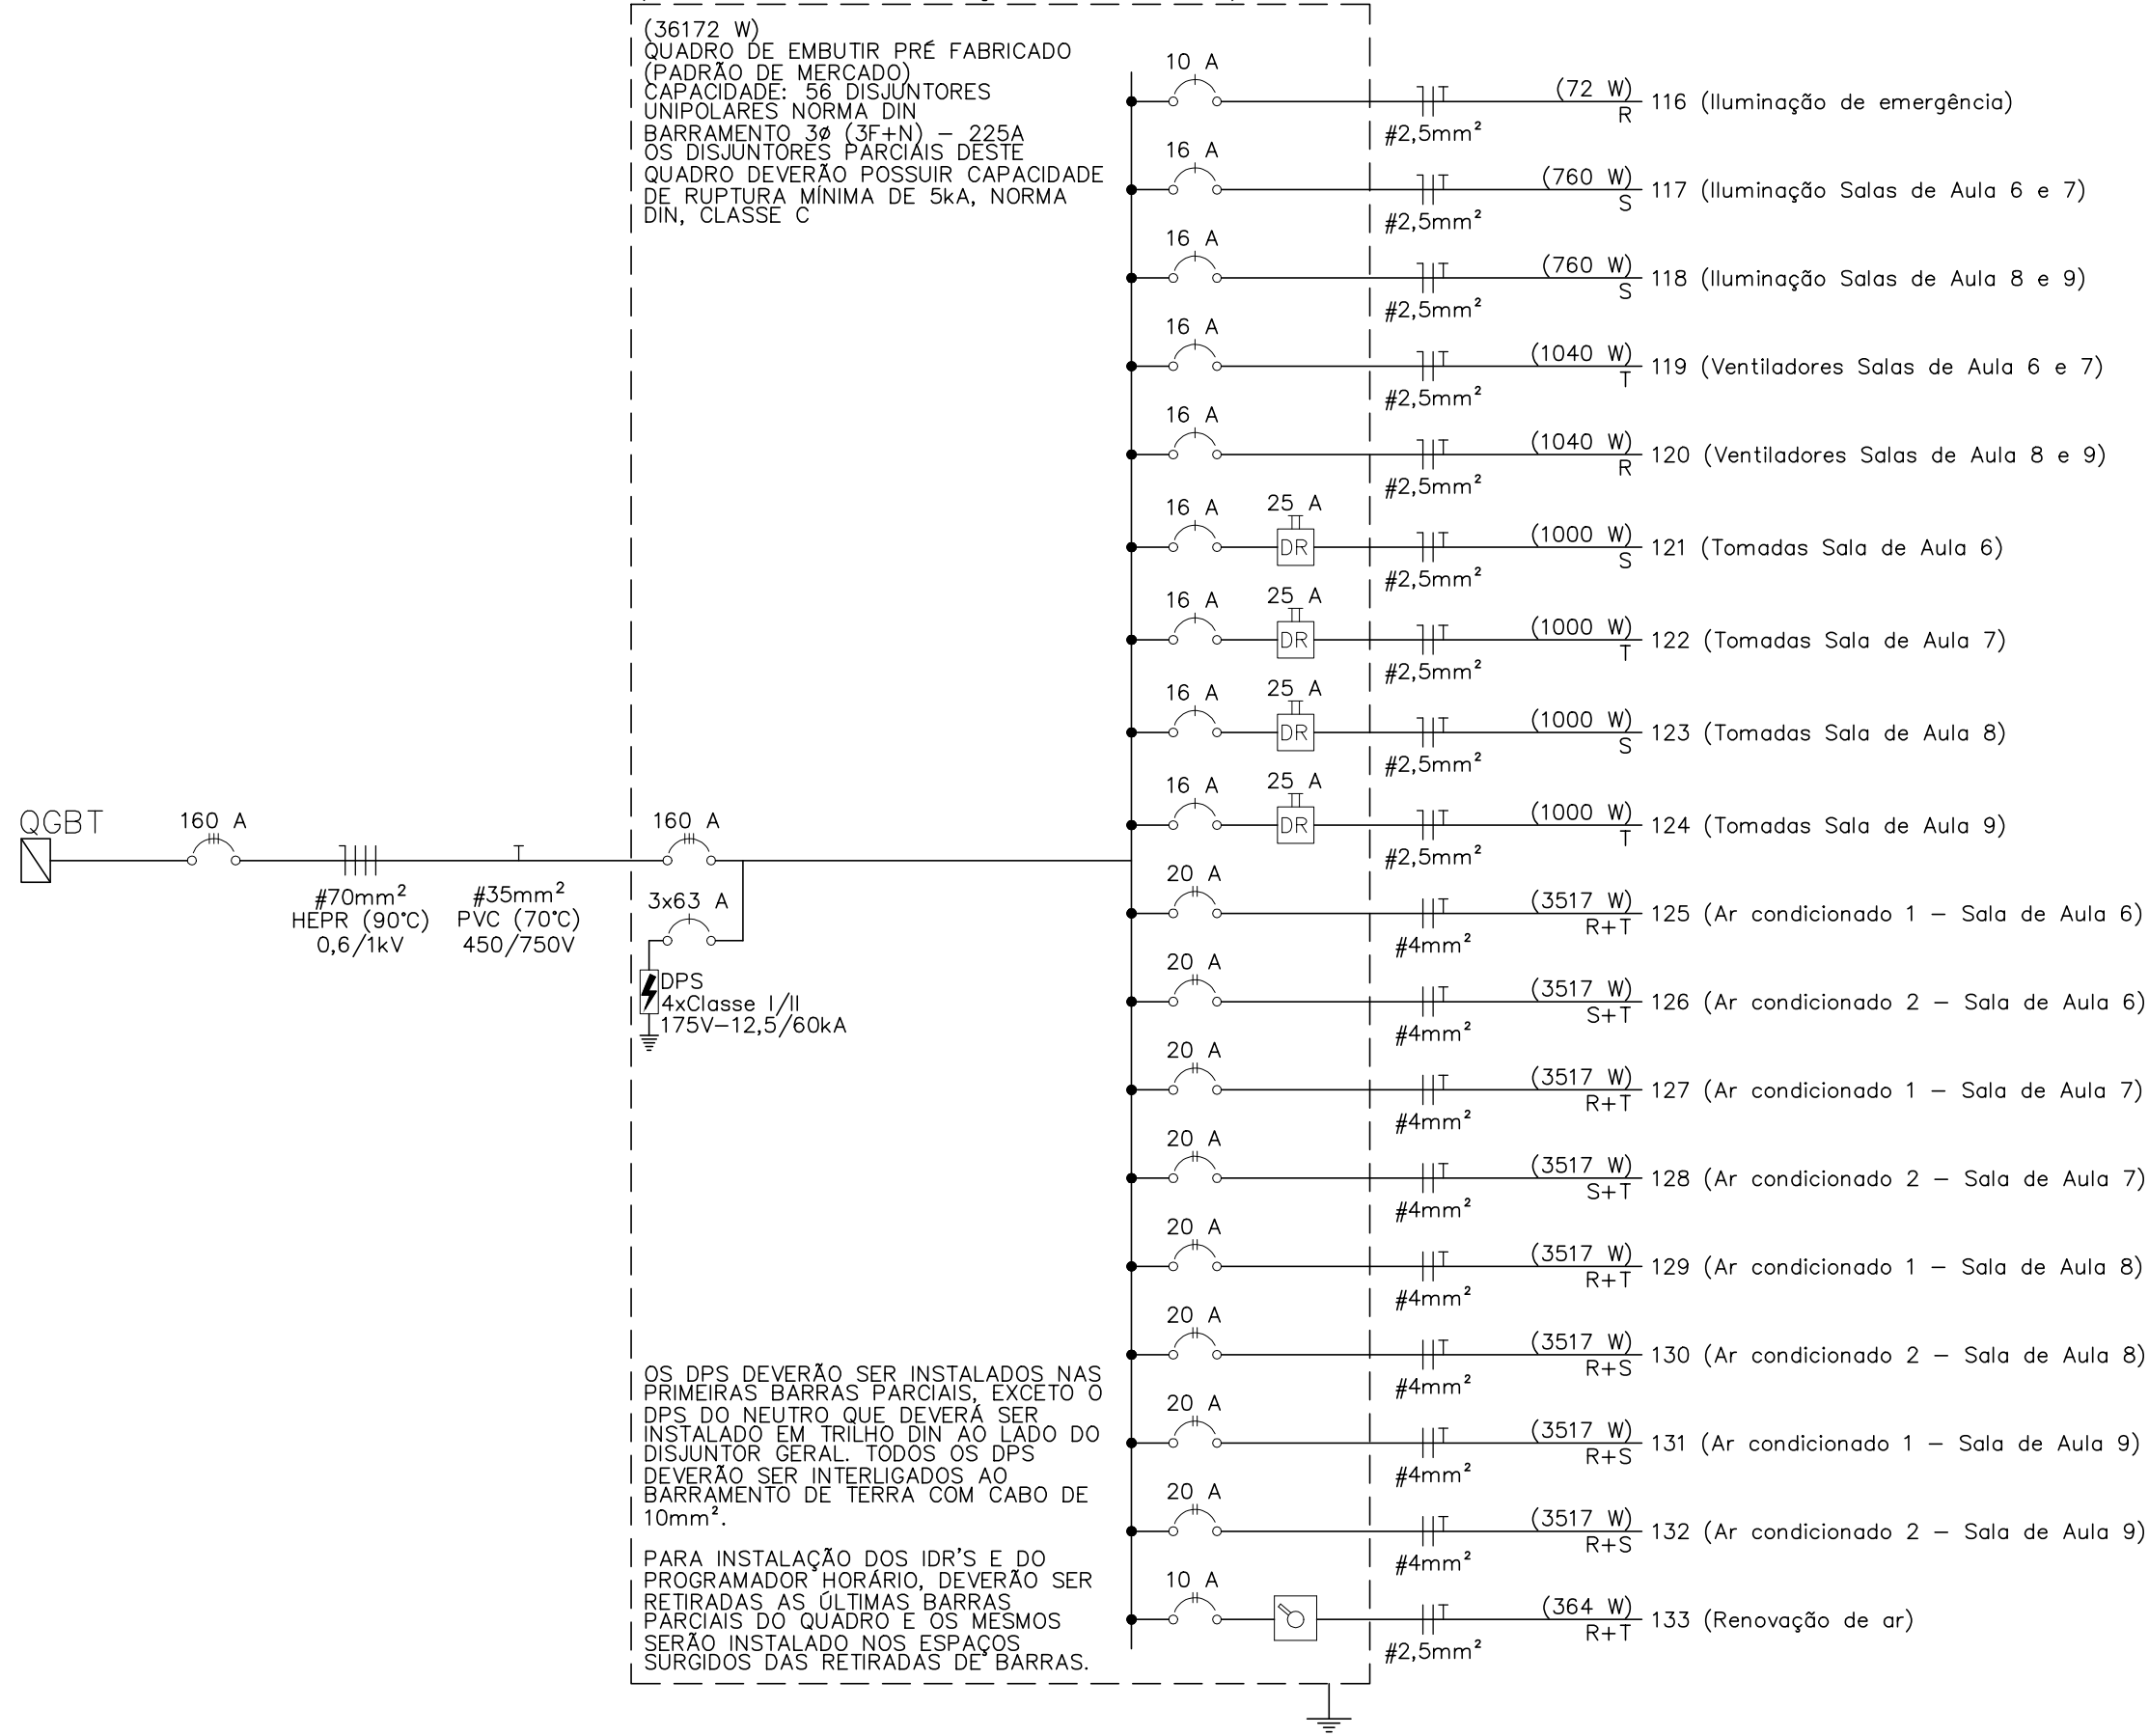 (36172 W)
QUADRO DE EMBUTIR PRÉ FABRICADO
(PADRÃO DE MERCADO)
CAPACIDADE: 56 DISJUNTORES
UNIPOLARES NORMA DIN
BARRAMENTO 3ø (3F+N) – 225A
OS DISJUNTORES PARCIAIS DESTE
QUADRO DEVERÃO POSSUIR CAPACIDADE
DE RUPTURA MÍNIMA DE 5kA, NORMA
DIN, CLASSE C
10 A
#2,5mm²
(72 W)
R
116 (Iluminação de emergência)
16 A
#2,5mm²
(760 W)
S
117 (Iluminação Salas de Aula 6 e 7)
16 A
#2,5mm²
(760 W)
S
118 (Iluminação Salas de Aula 8 e 9)
16 A
#2,5mm²
(1040 W)
T
119 (Ventiladores Salas de Aula 6 e 7)
16 A
#2,5mm²
(1040 W)
R
120 (Ventiladores Salas de Aula 8 e 9)
16 A
25 A
DR
#2,5mm²
(1000 W)
S
121 (Tomadas Sala de Aula 6)
16 A
25 A
DR
#2,5mm²
(1000 W)
T
122 (Tomadas Sala de Aula 7)
16 A
25 A
DR
#2,5mm²
(1000 W)
S
123 (Tomadas Sala de Aula 8)
16 A
25 A
DR
#2,5mm²
(1000 W)
T
124 (Tomadas Sala de Aula 9)
QGBT
160 A
#70mm²
HEPR (90°C)
0,6/1kV
T
#35mm²
PVC (70°C)
450/750V
160 A
3x63 A
DPS
4xClasse I/II
175V–12,5/60kA
20 A
#4mm²
(3517 W)
R+T
125 (Ar condicionado 1 – Sala de Aula 6)
20 A
#4mm²
(3517 W)
S+T
126 (Ar condicionado 2 – Sala de Aula 6)
20 A
#4mm²
(3517 W)
R+T
127 (Ar condicionado 1 – Sala de Aula 7)
20 A
#4mm²
(3517 W)
S+T
128 (Ar condicionado 2 – Sala de Aula 7)
20 A
#4mm²
(3517 W)
R+T
129 (Ar condicionado 1 – Sala de Aula 8)
20 A
#4mm²
(3517 W)
R+S
130 (Ar condicionado 2 – Sala de Aula 8)
20 A
#4mm²
(3517 W)
R+S
131 (Ar condicionado 1 – Sala de Aula 9)
20 A
#4mm²
(3517 W)
R+S
132 (Ar condicionado 2 – Sala de Aula 9)
10 A
#2,5mm²
(364 W)
R+T
133 (Renovação de ar)
OS DPS DEVERÃO SER INSTALADOS NAS
PRIMEIRAS BARRAS PARCIAIS, EXCETO O
DPS DO NEUTRO QUE DEVERÁ SER
INSTALADO EM TRILHO DIN AO LADO DO
DISJUNTOR GERAL. TODOS OS DPS
DEVERÃO SER INTERLIGADOS AO
BARRAMENTO DE TERRA COM CABO DE
10mm².
PARA INSTALAÇÃO DOS IDR'S E DO
PROGRAMADOR HORÁRIO, DEVERÃO SER
RETIRADAS AS ÚLTIMAS BARRAS
PARCIAIS DO QUADRO E OS MESMOS
SERÃO INSTALADO NOS ESPAÇOS
SURGIDOS DAS RETIRADAS DE BARRAS.